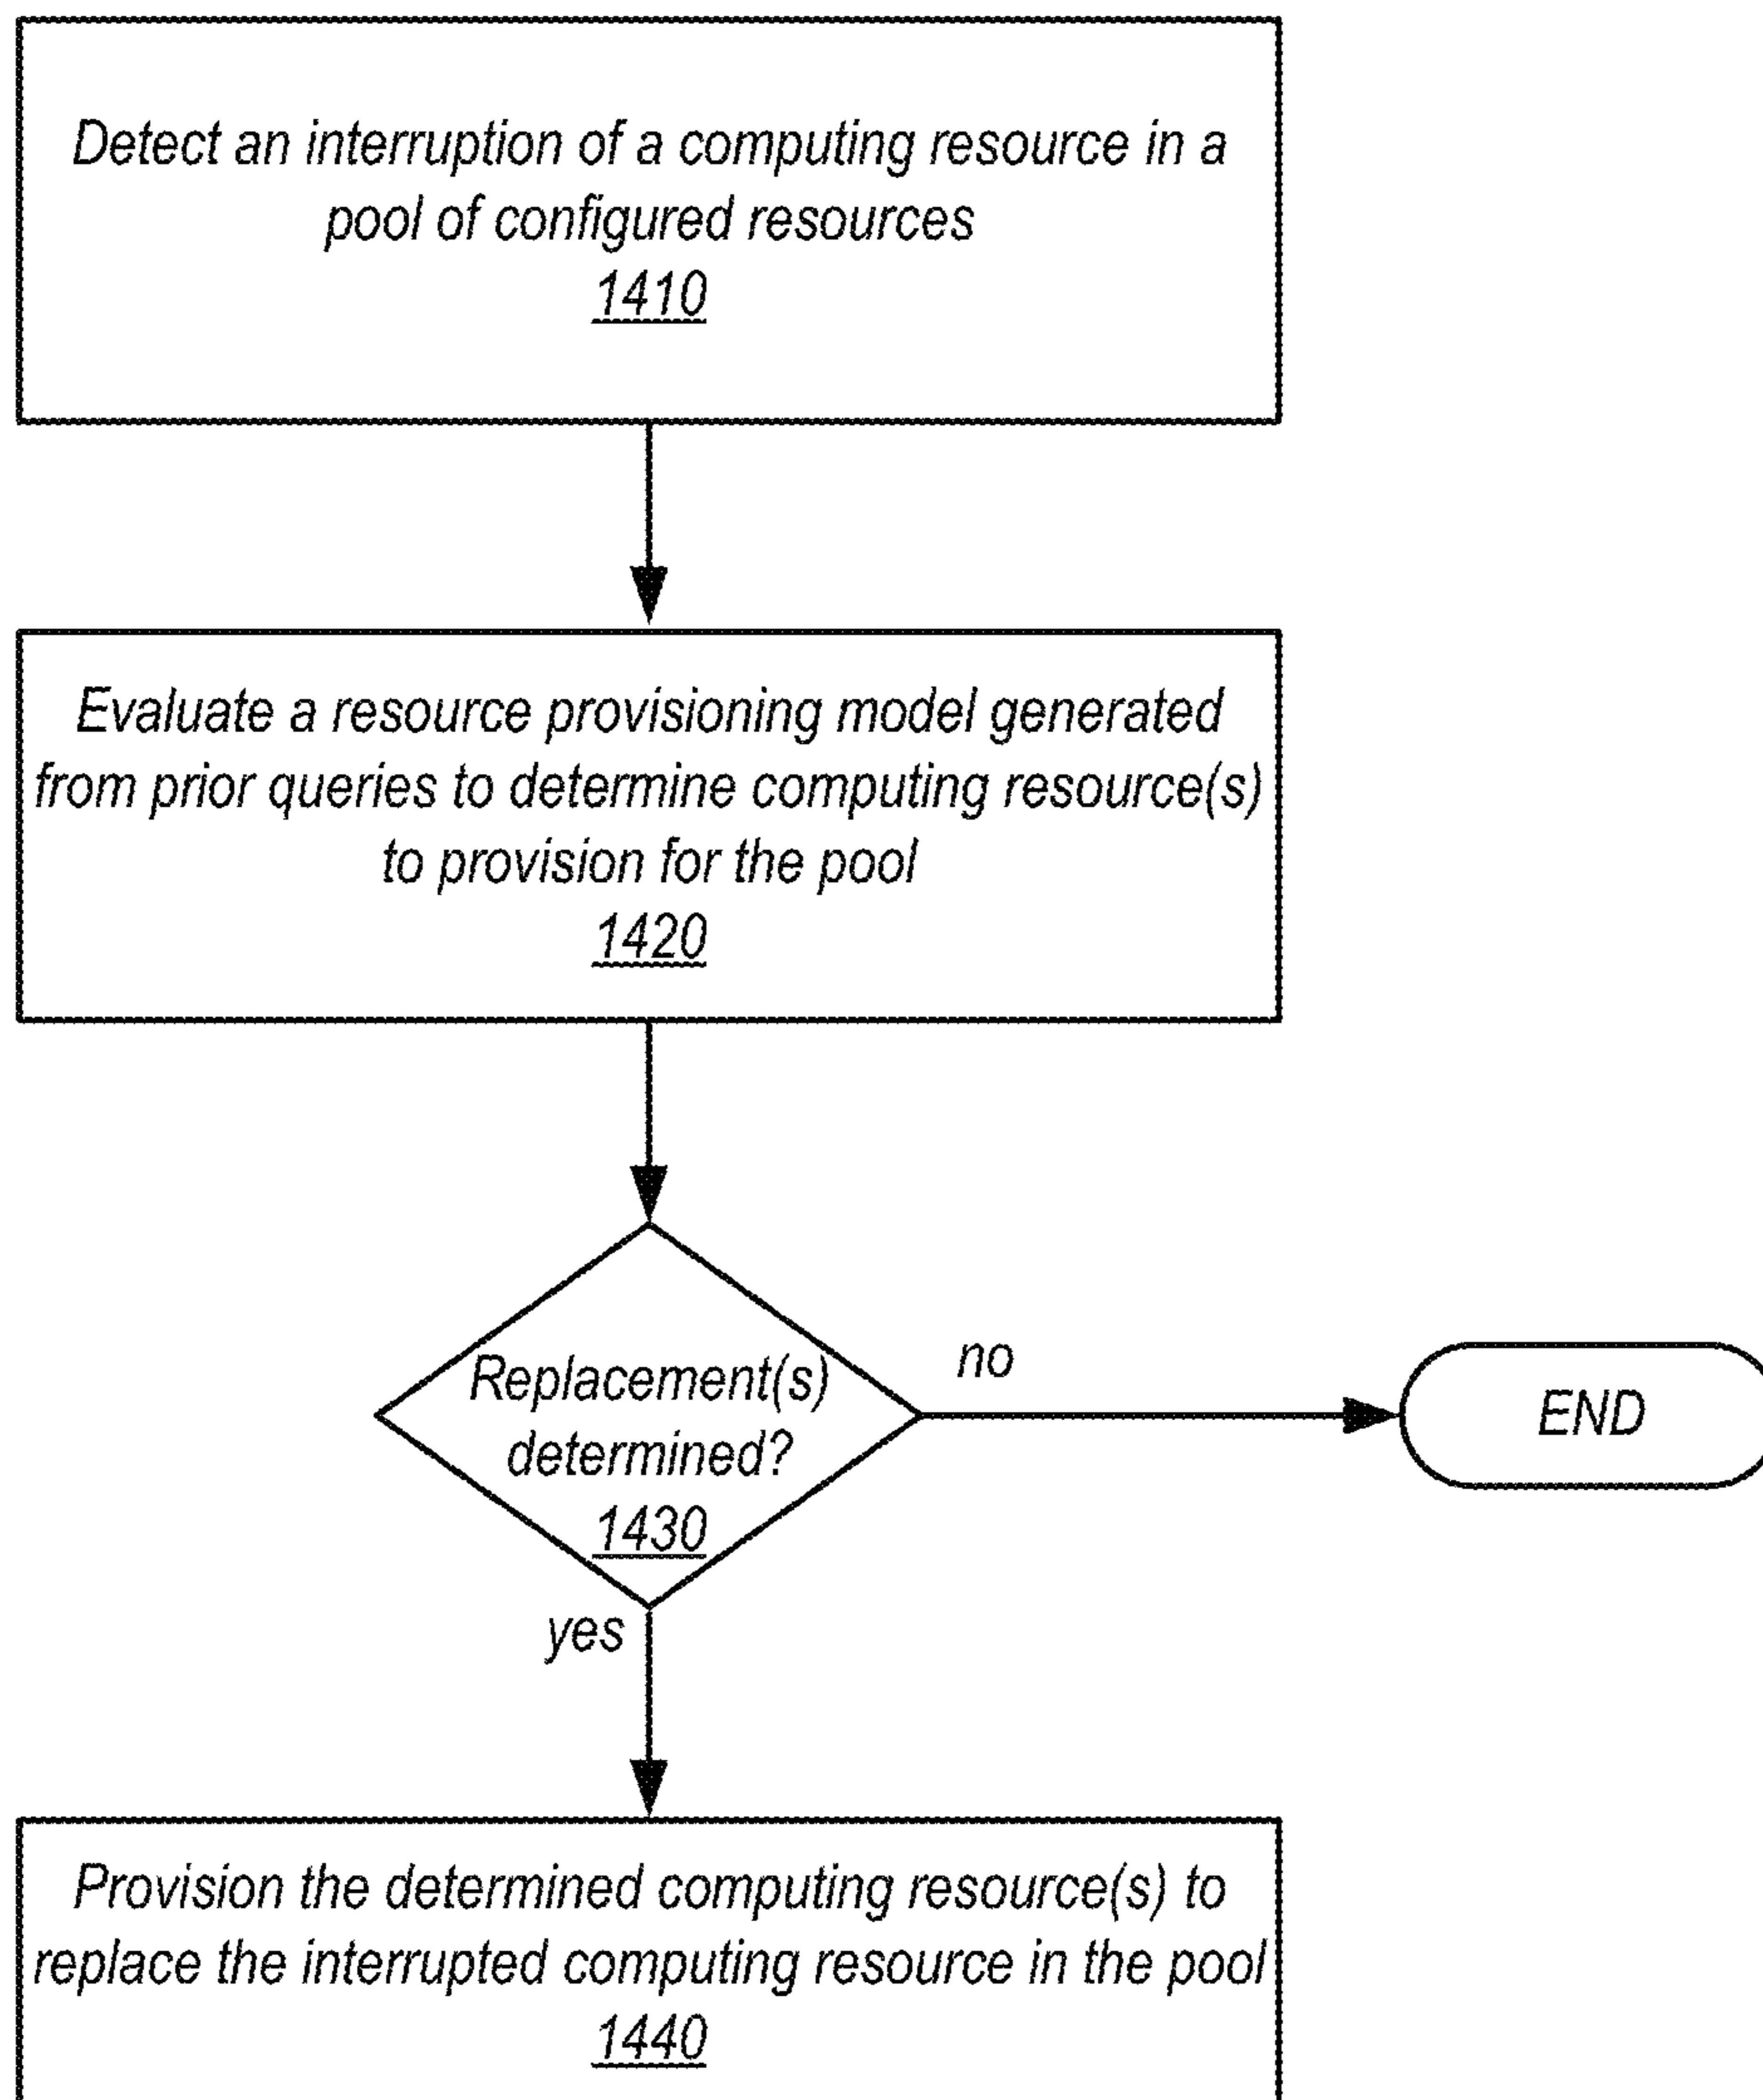 Detect an interruption of a computing resource in a
pool of configured resources
1410
Evaluate a resource provisioning model generated
from prior queries to determine computing resource(s)
to provision for the pool
1420
Replacement(s)
determined?
1430
no
END
yes
Provision the determined computing resource(s) to
replace the interrupted computing resource in the pool
1440